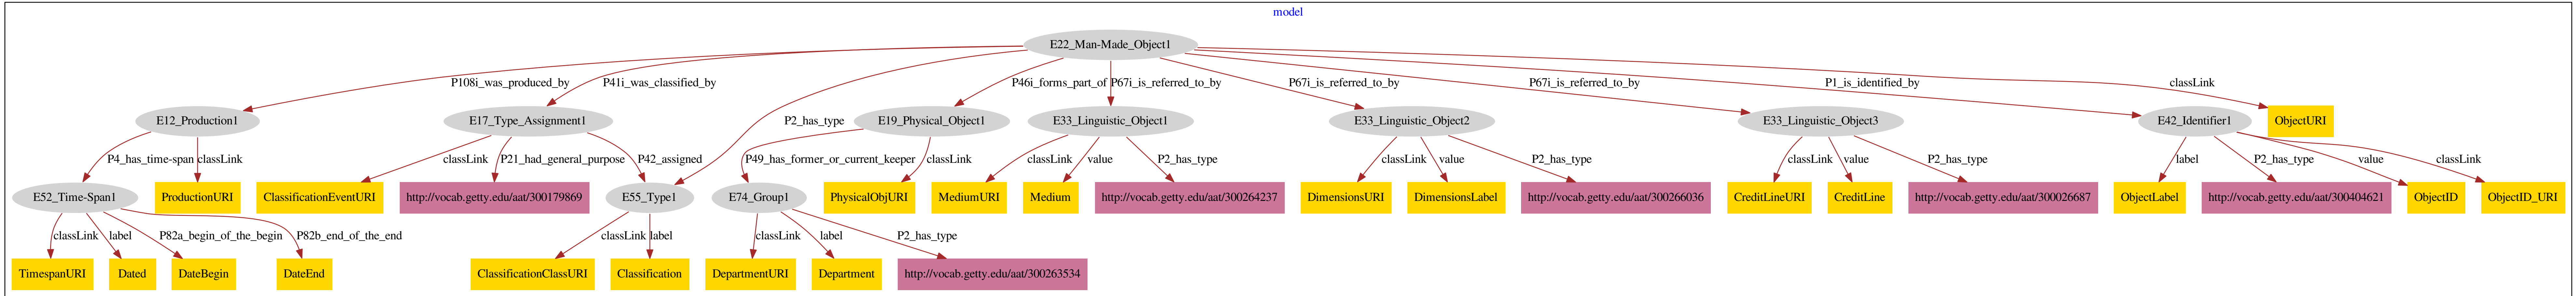 model
E22_Man-Made_Object1
P108i_was_produced_by
P41i_was_classified_by
P46i_forms_part_of
P67i_is_referred_to_by
P67i_is_referred_to_by
P67i_is_referred_to_by
P1_is_identified_by
classLink
E12_Production1
E17_Type_Assignment1
P2_has_type
E19_Physical_Object1
E33_Linguistic_Object1
E33_Linguistic_Object2
E33_Linguistic_Object3
E42_Identifier1
ObjectURI
P4_has_time-span
classLink
classLink
P21_had_general_purpose
P42_assigned
P49_has_former_or_current_keeper
classLink
classLink
value
P2_has_type
classLink
value
P2_has_type
classLink
value
P2_has_type
label
P2_has_type
value
classLink
E52_Time-Span1
ProductionURI
ClassificationEventURI
http://vocab.getty.edu/aat/300179869
E55_Type1
E74_Group1
PhysicalObjURI
MediumURI
Medium
http://vocab.getty.edu/aat/300264237
DimensionsURI
DimensionsLabel
http://vocab.getty.edu/aat/300266036
CreditLineURI
CreditLine
http://vocab.getty.edu/aat/300026687
ObjectLabel
http://vocab.getty.edu/aat/300404621
ObjectID
ObjectID_URI
classLink
label
P82a_begin_of_the_begin
P82b_end_of_the_end
classLink
label
classLink
label
P2_has_type
TimespanURI
Dated
DateBegin
DateEnd
ClassificationClassURI
Classification
DepartmentURI
Department
http://vocab.getty.edu/aat/300263534